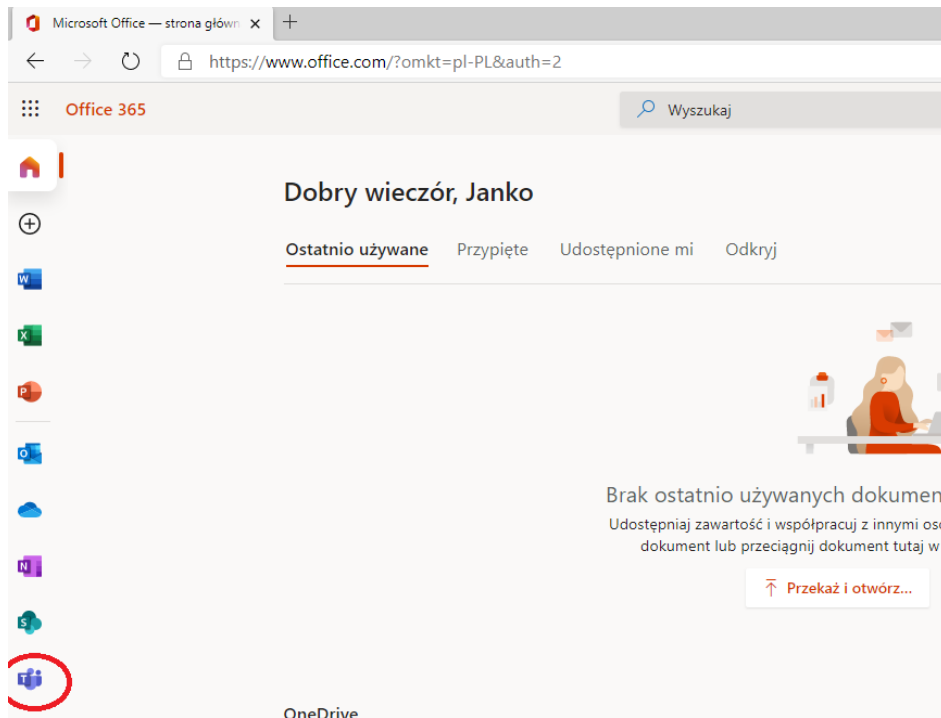 Microsoft Office — strona główn
https://www.office.com/?omkt=pl-PL&auth=2
Office 365
Wyszukaj
Dobry wieczór, Janko
Ostatnio używane Przypięte Udostępnione mi Odkryj
W
X
P
O
N
S
T
Brak ostatnio używanych dokumen
Udostępniaj zawartość i współpracuj z innymi oso
dokument lub przeciągnij dokument tutaj w
Przekaż i otwórz...
OneDrive